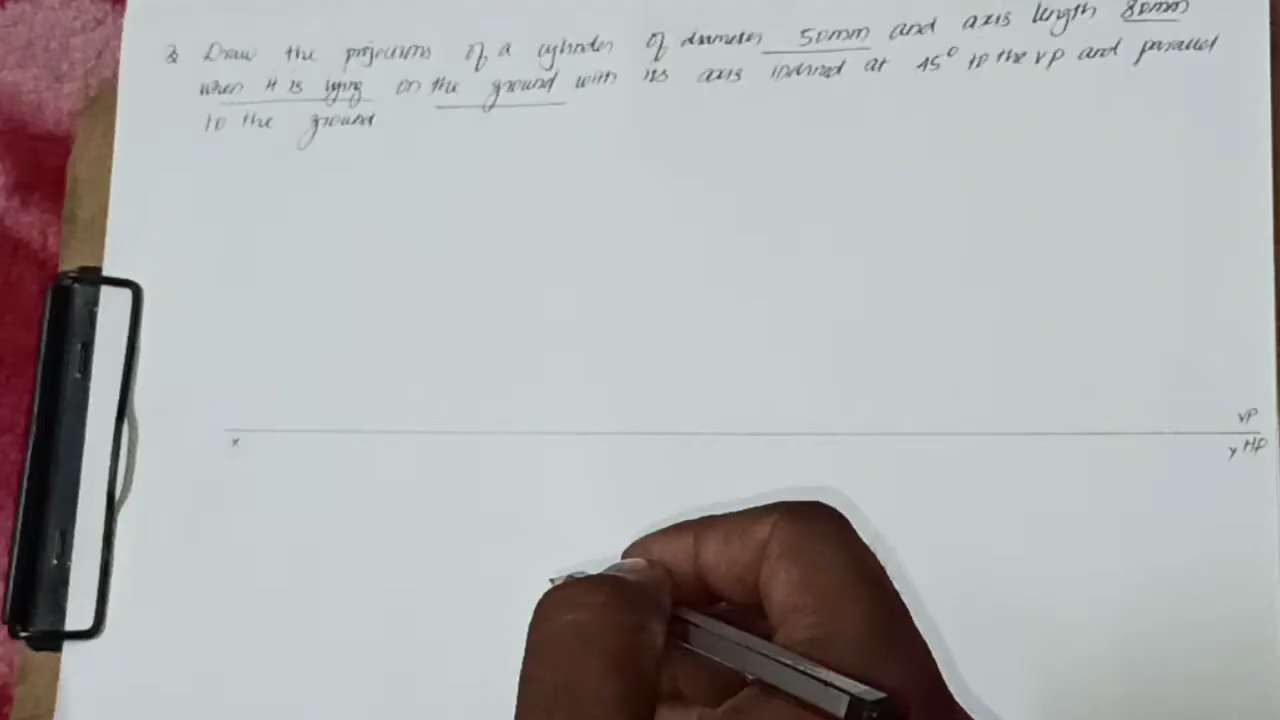 Q Draw the projections of a cylinder of diameter 50mm and axis length 80mm
when it is lying on the ground with its axis inclined at 45° to the VP and parallel
to the ground
VP
X
Y HP